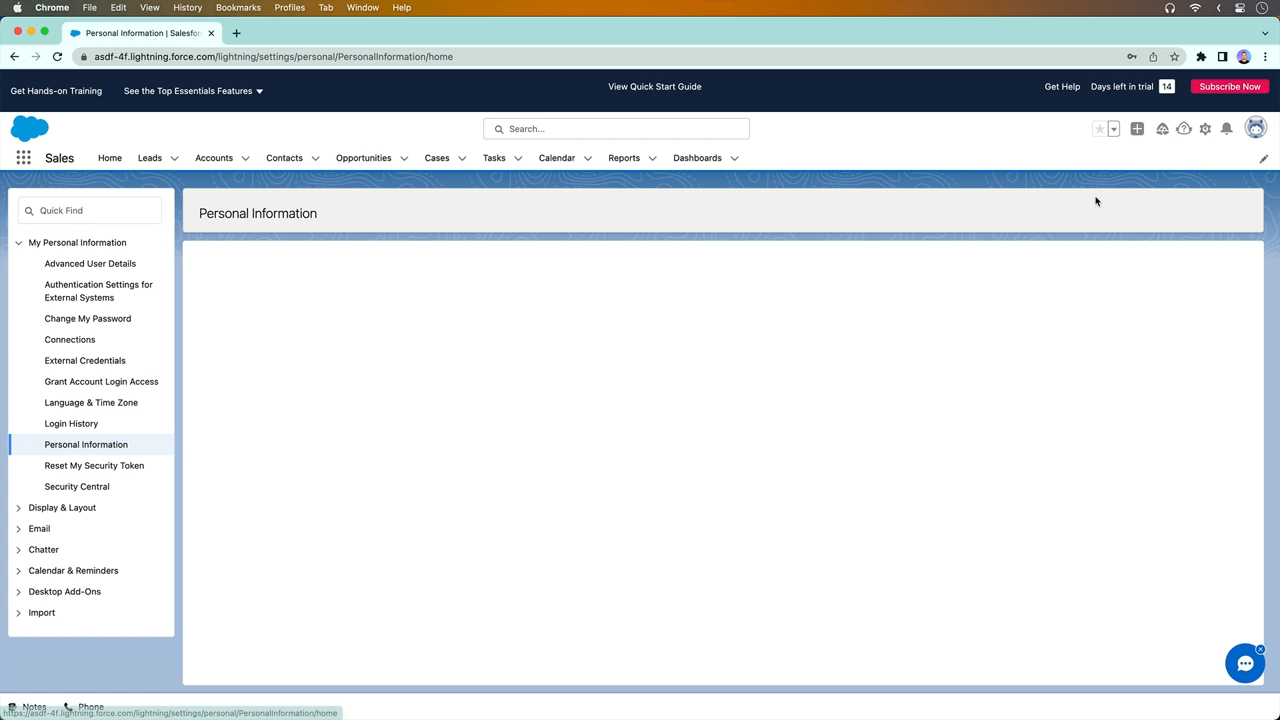 Chrome File Edit View History Bookmarks Profiles Tab Window Help
Personal Information | Salesfor
asdf-4f.lightning.force.com/lightning/settings/personal/PersonalInformation/home
Get Hands-on Training See the Top Essentials Features View Quick Start Guide Get Help Days left in trial 14 Subscribe Now
Search...
Sales Home Leads Accounts Contacts Opportunities Cases Tasks Calendar Reports Dashboards
Quick Find
Personal Information
My Personal Information
Advanced User Details
Authentication Settings for
External Systems
Change My Password
Connections
External Credentials
Grant Account Login Access
Language & Time Zone
Login History
Personal Information
Reset My Security Token
Security Central
Display & Layout
Email
Chatter
Calendar & Reminders
Desktop Add-Ons
Import
Notes Phone
https://asdf-4f.lightning.force.com/lightning/settings/personal/PersonalInformation/home